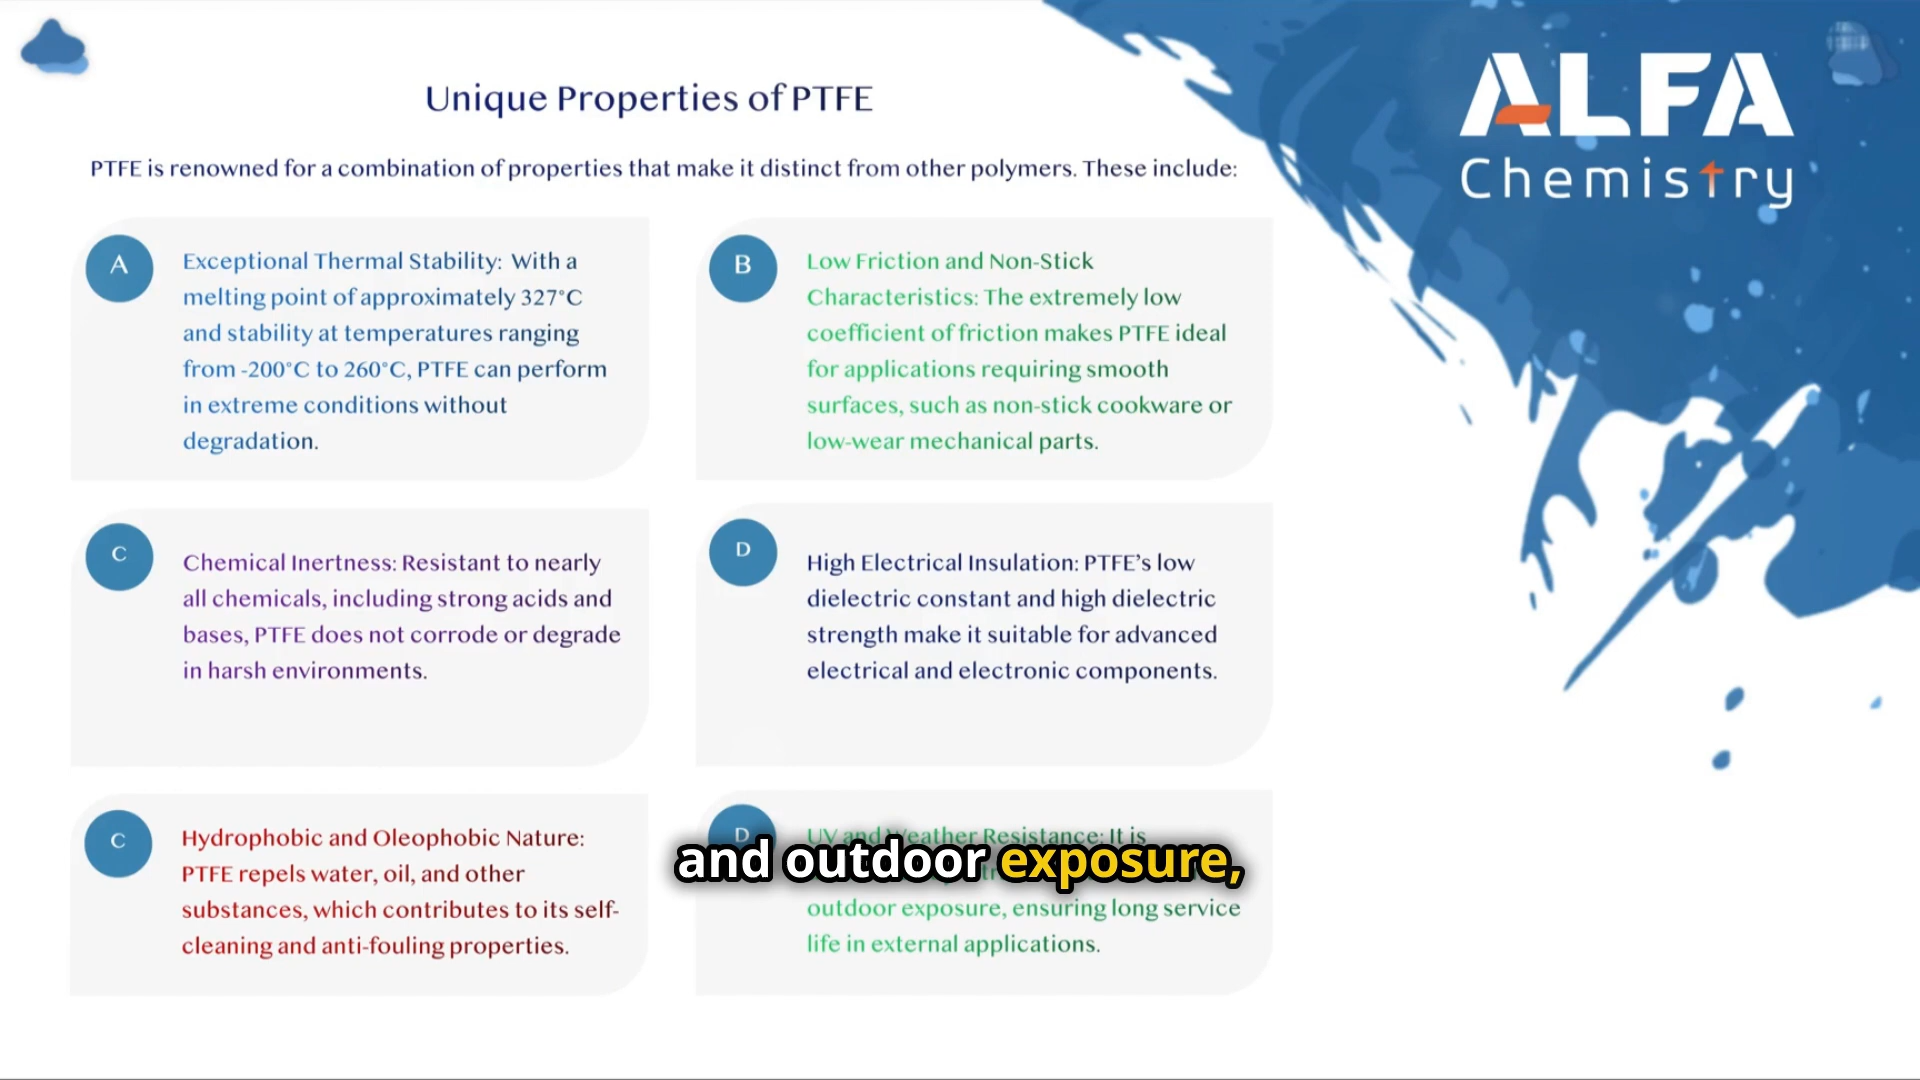 ALFA
Chemistry
Unique Properties of PTFE
PTFE is renowned for a combination of properties that make it distinct from other polymers. These include:
A
Exceptional Thermal Stability: With a
melting point of approximately 327°C
and stability at temperatures ranging
from -200°C to 260°C, PTFE can perform
in extreme conditions without
degradation.
B
Low Friction and Non-Stick
Characteristics: The extremely low
coefficient of friction makes PTFE ideal
for applications requiring smooth
surfaces, such as non-stick cookware or
low-wear mechanical parts.
C
Chemical Inertness: Resistant to nearly
all chemicals, including strong acids and
bases, PTFE does not corrode or degrade
in harsh environments.
D
High Electrical Insulation: PTFE’s low
dielectric constant and high dielectric
strength make it suitable for advanced
electrical and electronic components.
C
Hydrophobic and Oleophobic Nature:
PTFE repels water, oil, and other
substances, which contributes to its self-
cleaning and anti-fouling properties.
D
UV and Weather Resistance: It is
outdoor exposure, ensuring long service
life in external applications.
and outdoor exposure,